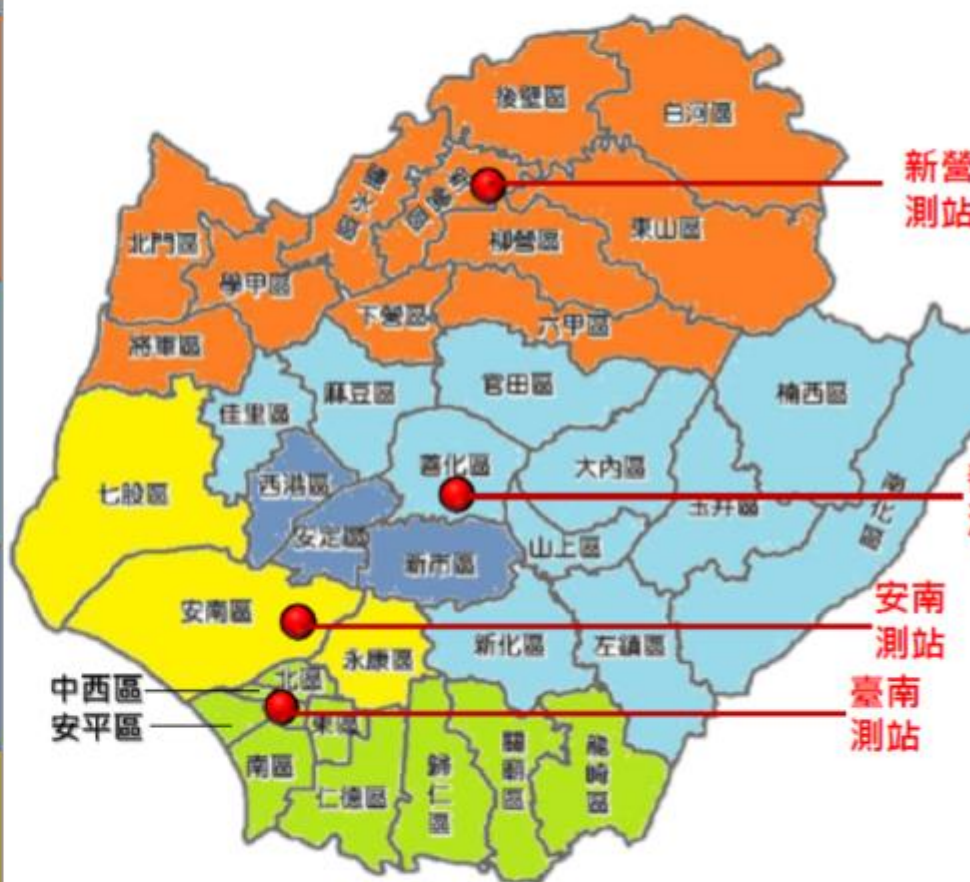 後壁區
白河區
新營
測站
北門區
學甲區
柳營區
東山區
下營區
六甲區
將軍區
佳里區
麻豆區
官田區
楠西區
七股區
西港區
善化區
大內區
玉井區
南化區
安定區
新市區
山上區
安南區
安南
測站
永康區
新化區
左鎮區
北區
中西區
臺南
測站
安平區
東區
南區
仁德區
歸仁區
關廟區
龍崎區